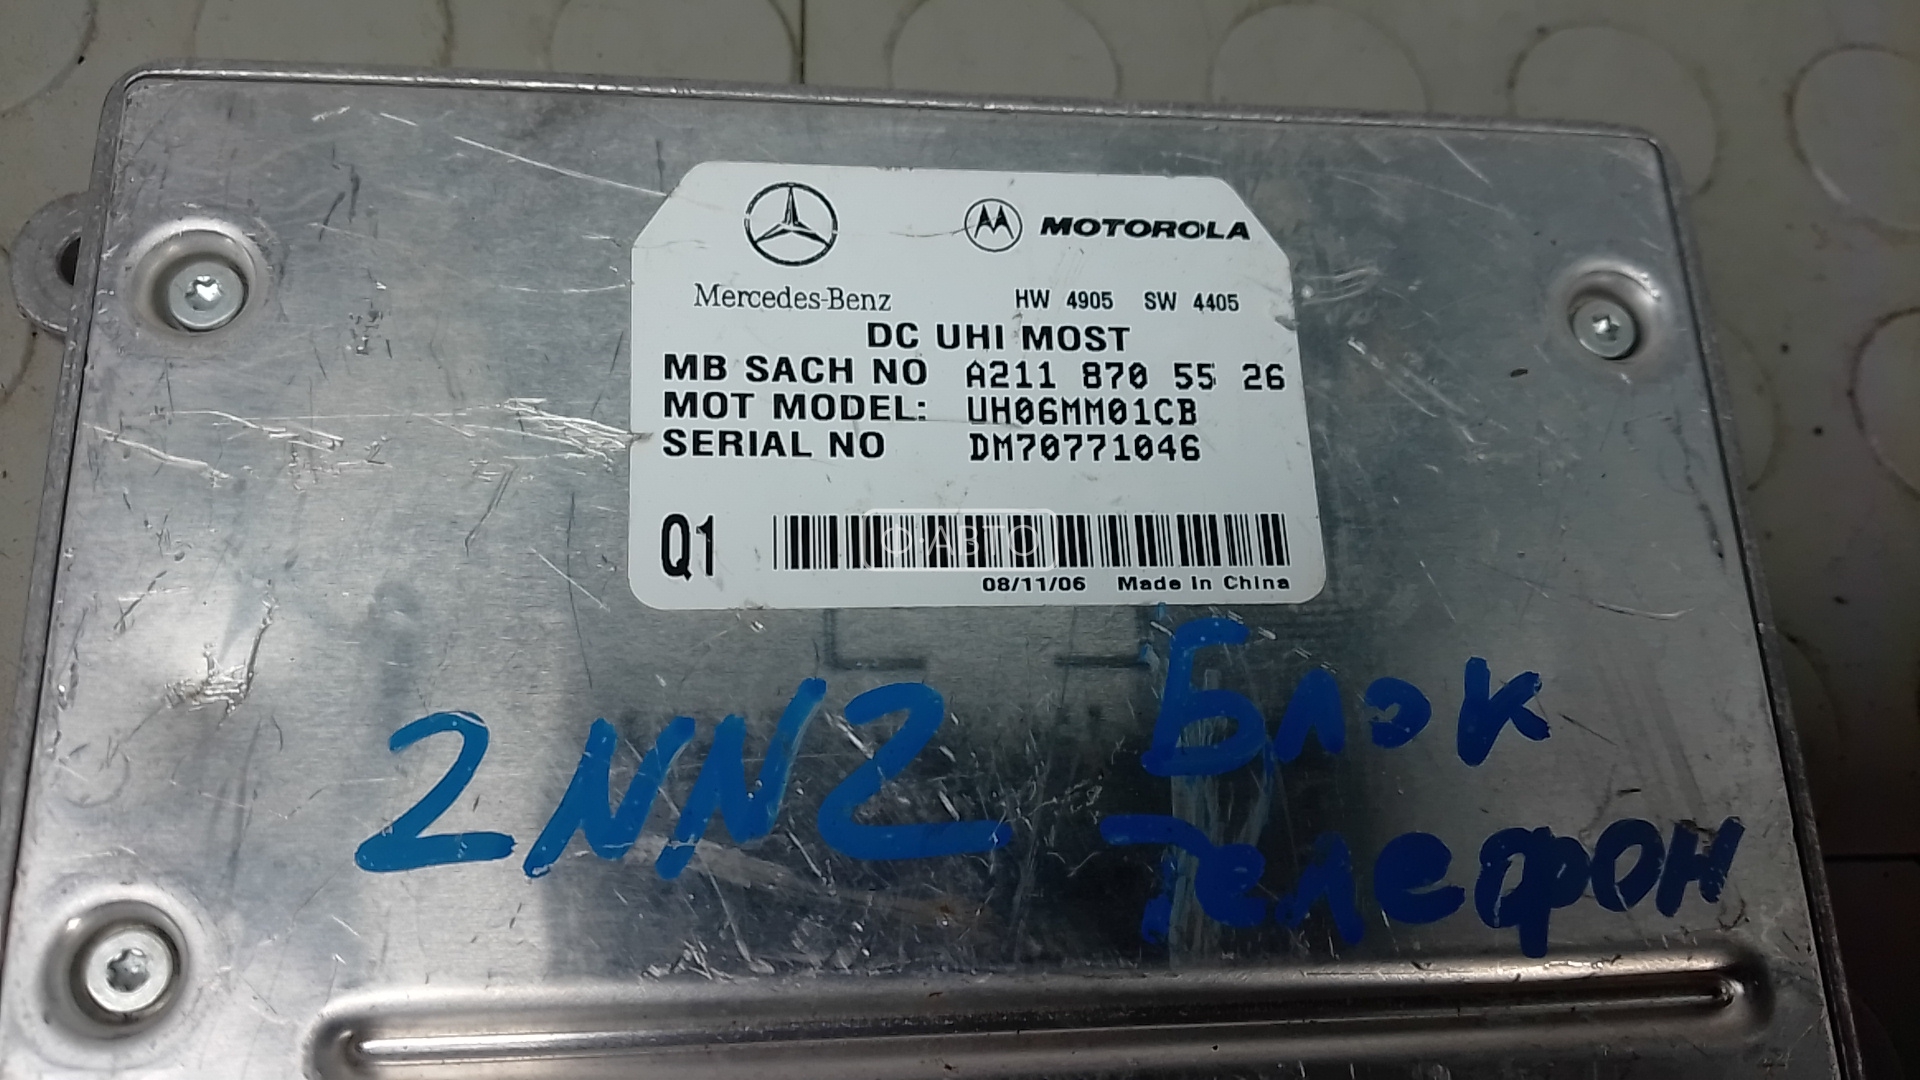 MOTOROLA
Mercedes-Benz HW 4905 SW 4405
DC UHI MOST
MB SACH NO A211 870 55 26
MOT MODEL: UH06MM01CB
SERIAL NO DM70771046
Q1
АВТО
08/11/06 Made In China
2NN2 Блок
телефон